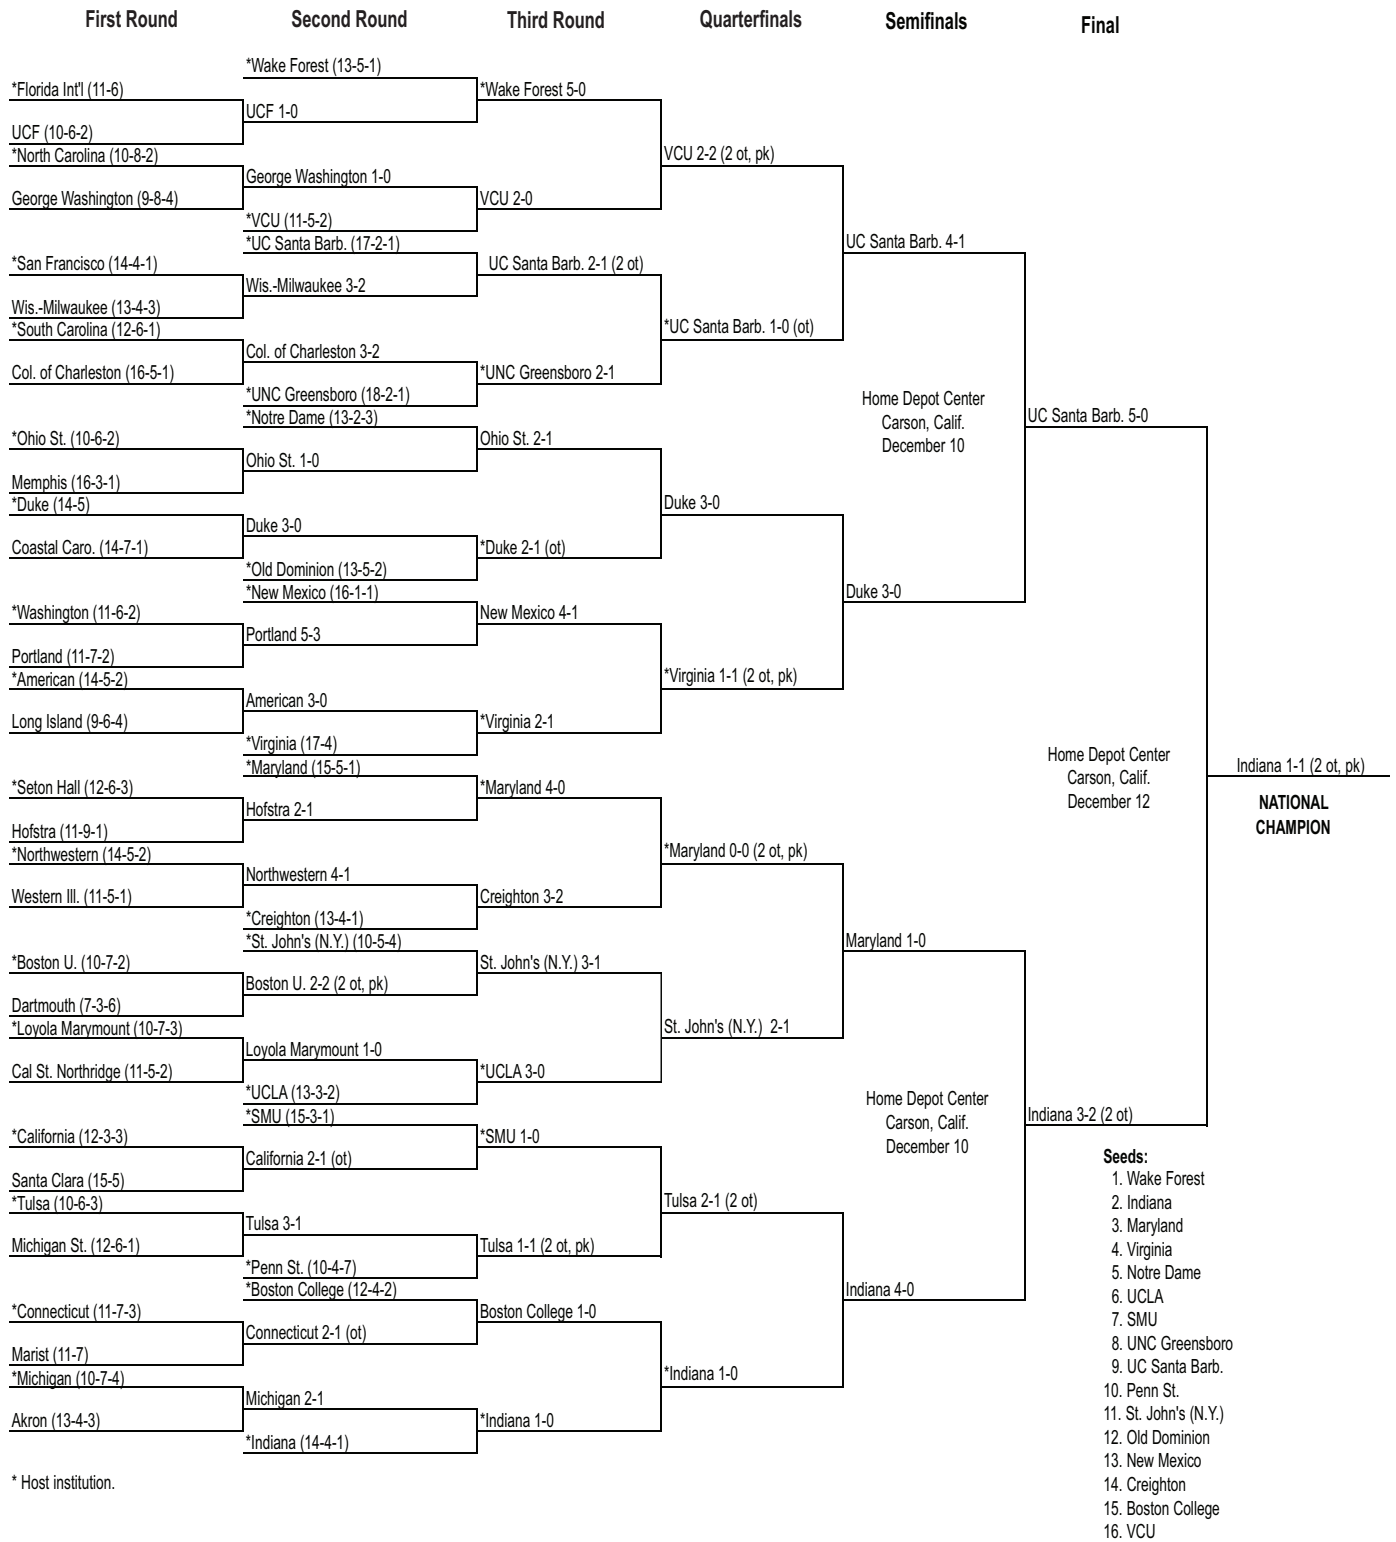 First Round
Second Round
Third Round
Quarterfinals
Semifinals
Final
*Florida Int'l (11-6)
UCF (10-6-2)
*North Carolina (10-8-2)
George Washington (9-8-4)
*San Francisco (14-4-1)
Wis.-Milwaukee (13-4-3)
*South Carolina (12-6-1)
Col. of Charleston (16-5-1)
*Ohio St. (10-6-2)
Memphis (16-3-1)
*Duke (14-5)
Coastal Caro. (14-7-1)
*Washington (11-6-2)
Portland (11-7-2)
*American (14-5-2)
Long Island (9-6-4)
*Seton Hall (12-6-3)
Hofstra (11-9-1)
*Northwestern (14-5-2)
Western Ill. (11-5-1)
*Boston U. (10-7-2)
Dartmouth (7-3-6)
*Loyola Marymount (10-7-3)
Cal St. Northridge (11-5-2)
*California (12-3-3)
Santa Clara (15-5)
*Tulsa (10-6-3)
Michigan St. (12-6-1)
*Connecticut (11-7-3)
Marist (11-7)
*Michigan (10-7-4)
Akron (13-4-3)
* Host institution.
*Wake Forest (13-5-1)
UCF 1-0
George Washington 1-0
*VCU (11-5-2)
*UC Santa Barb. (17-2-1)
Wis.-Milwaukee 3-2
Col. of Charleston 3-2
*UNC Greensboro (18-2-1)
*Notre Dame (13-2-3)
Ohio St. 1-0
Duke 3-0
*Old Dominion (13-5-2)
*New Mexico (16-1-1)
Portland 5-3
American 3-0
*Virginia (17-4)
*Maryland (15-5-1)
Hofstra 2-1
Northwestern 4-1
*Creighton (13-4-1)
*St. John's (N.Y.) (10-5-4)
Boston U. 2-2 (2 ot, pk)
Loyola Marymount 1-0
*UCLA (13-3-2)
*SMU (15-3-1)
California 2-1 (ot)
Tulsa 3-1
*Penn St. (10-4-7)
*Boston College (12-4-2)
Connecticut 2-1 (ot)
Michigan 2-1
*Indiana (14-4-1)
*Wake Forest 5-0
VCU 2-0
UC Santa Barb. 2-1 (2 ot)
*UNC Greensboro 2-1
Ohio St. 2-1
*Duke 2-1 (ot)
New Mexico 4-1
*Virginia 2-1
*Maryland 4-0
Creighton 3-2
St. John's (N.Y.) 3-1
*UCLA 3-0
*SMU 1-0
Tulsa 1-1 (2 ot, pk)
Boston College 1-0
*Indiana 1-0
VCU 2-2 (2 ot, pk)
*UC Santa Barb. 1-0 (ot)
Duke 3-0
*Virginia 1-1 (2 ot, pk)
*Maryland 0-0 (2 ot, pk)
St. John's (N.Y.) 2-1
Tulsa 2-1 (2 ot)
*Indiana 1-0
UC Santa Barb. 4-1
Home Depot Center
Carson, Calif.
December 10
Duke 3-0
Maryland 1-0
Home Depot Center
Carson, Calif.
December 10
Indiana 4-0
UC Santa Barb. 5-0
Home Depot Center
Carson, Calif.
December 12
Indiana 3-2 (2 ot)
Indiana 1-1 (2 ot, pk)
NATIONAL
CHAMPION
Seeds:
1. Wake Forest
2. Indiana
3. Maryland
4. Virginia
5. Notre Dame
6. UCLA
7. SMU
8. UNC Greensboro
9. UC Santa Barb.
10. Penn St.
11. St. John's (N.Y.)
12. Old Dominion
13. New Mexico
14. Creighton
15. Boston College
16. VCU